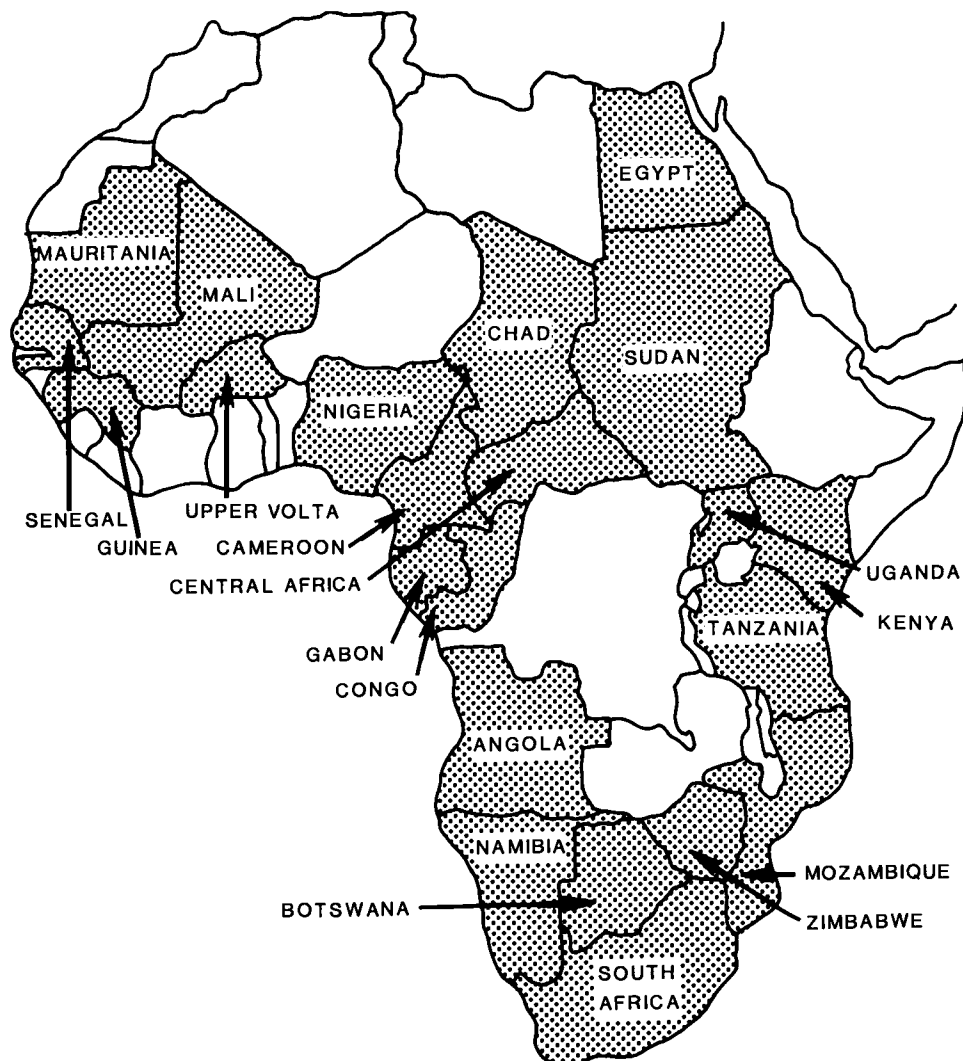 EGYPT
MAURITANIA
MALI
CHAD
SUDAN
NIGERIA
SENEGAL
UPPER VOLTA
GUINEA
CAMEROON
CENTRAL AFRICA
UGANDA
KENYA
TANZANIA
GABON
CONGO
ANGOLA
NAMIBIA
MOZAMBIQUE
BOTSWANA
ZIMBABWE
SOUTH
AFRICA